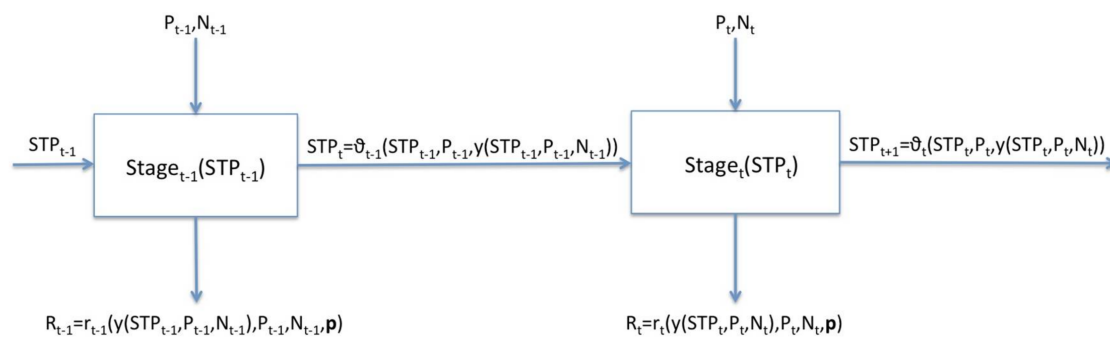 P_{t-1},N_{t-1}
P_t,N_t
STP_{t-1}
Stage_{t-1}(STP_{t-1})
STP_t=ϑ_{t-1}(STP_{t-1},P_{t-1},y(STP_{t-1},P_{t-1},N_{t-1}))
Stage_t(STP_t)
STP_{t+1}=ϑ_t(STP_t,P_t,y(STP_t,P_t,N_t))
R_{t-1}=r_{t-1}(y(STP_{t-1},P_{t-1},N_{t-1}),P_{t-1},N_{t-1},p)
R_t=r_t(y(STP_t,P_t,N_t),P_t,N_t,p)